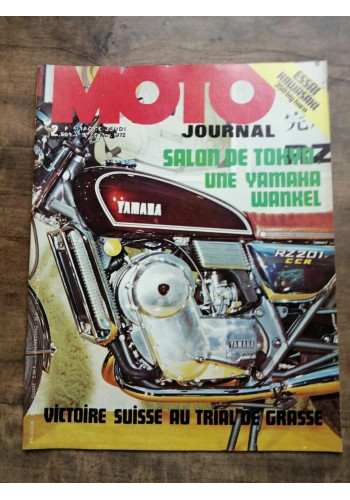 MOTO
JOURNAL
ESSAI
KAWASAKI
SALON DE TOKYO
UNE YAMAHA
WANKEL
YAMAHA
RZ201
YAMAHA
VICTOIRE SUISSE AU TRIAL DE GRASSE